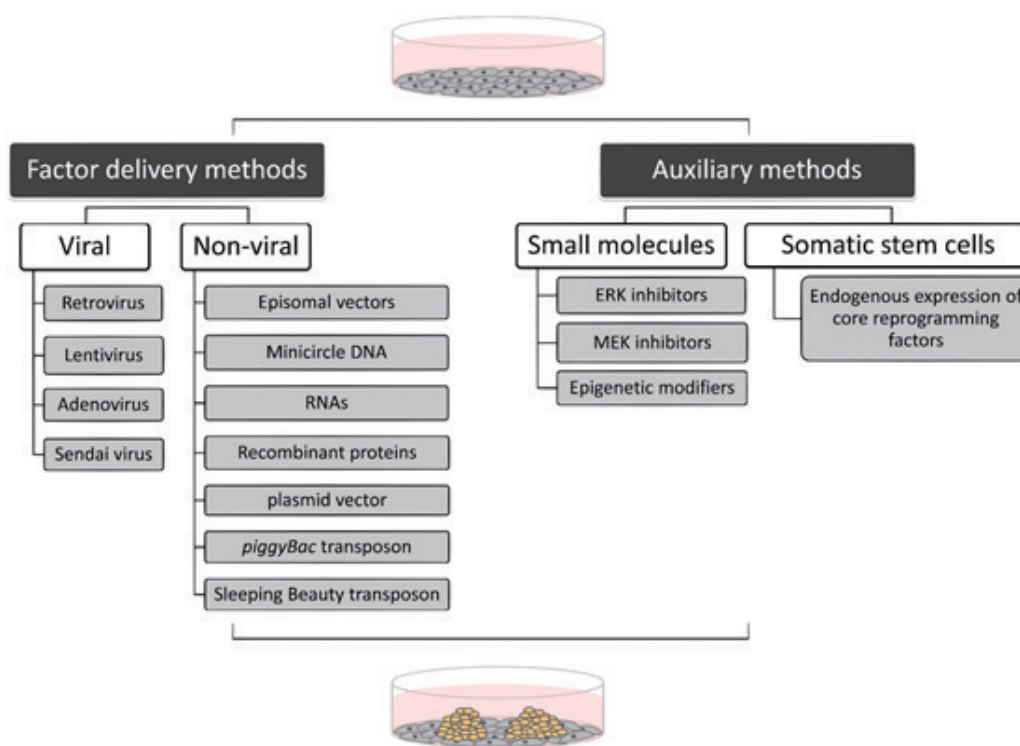 Factor delivery methods
Auxiliary methods
Viral
Non-viral
Small molecules
Somatic stem cells
Retrovirus
Lentivirus
Adenovirus
Sendai virus
Episomal vectors
Minicircle DNA
RNAs
Recombinant proteins
plasmid vector
piggyBac transposon
Sleeping Beauty transposon
ERK inhibitors
MEK inhibitors
Epigenetic modifiers
Endogenous expression of
core reprogramming
factors